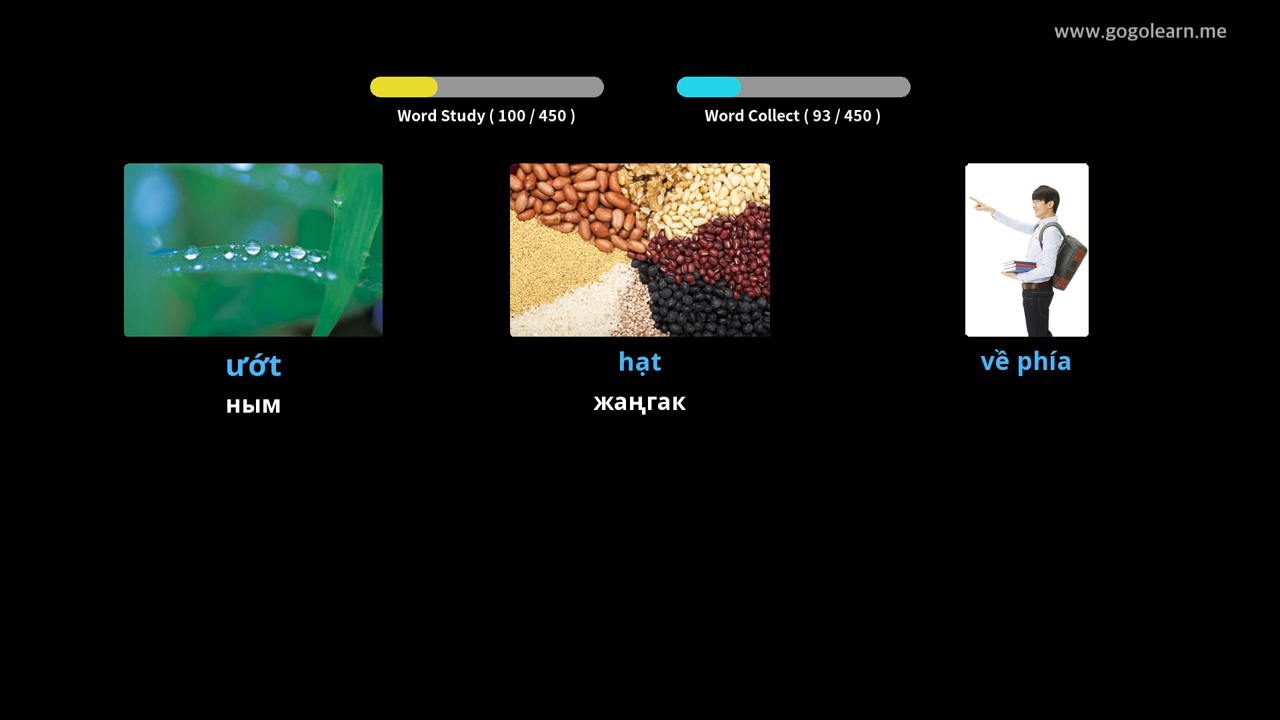 www.gogolearn.me
Word Study ( 100 / 450 )
Word Collect ( 93 / 450 )
ướt
ным
hạt
жаңгак
về phía